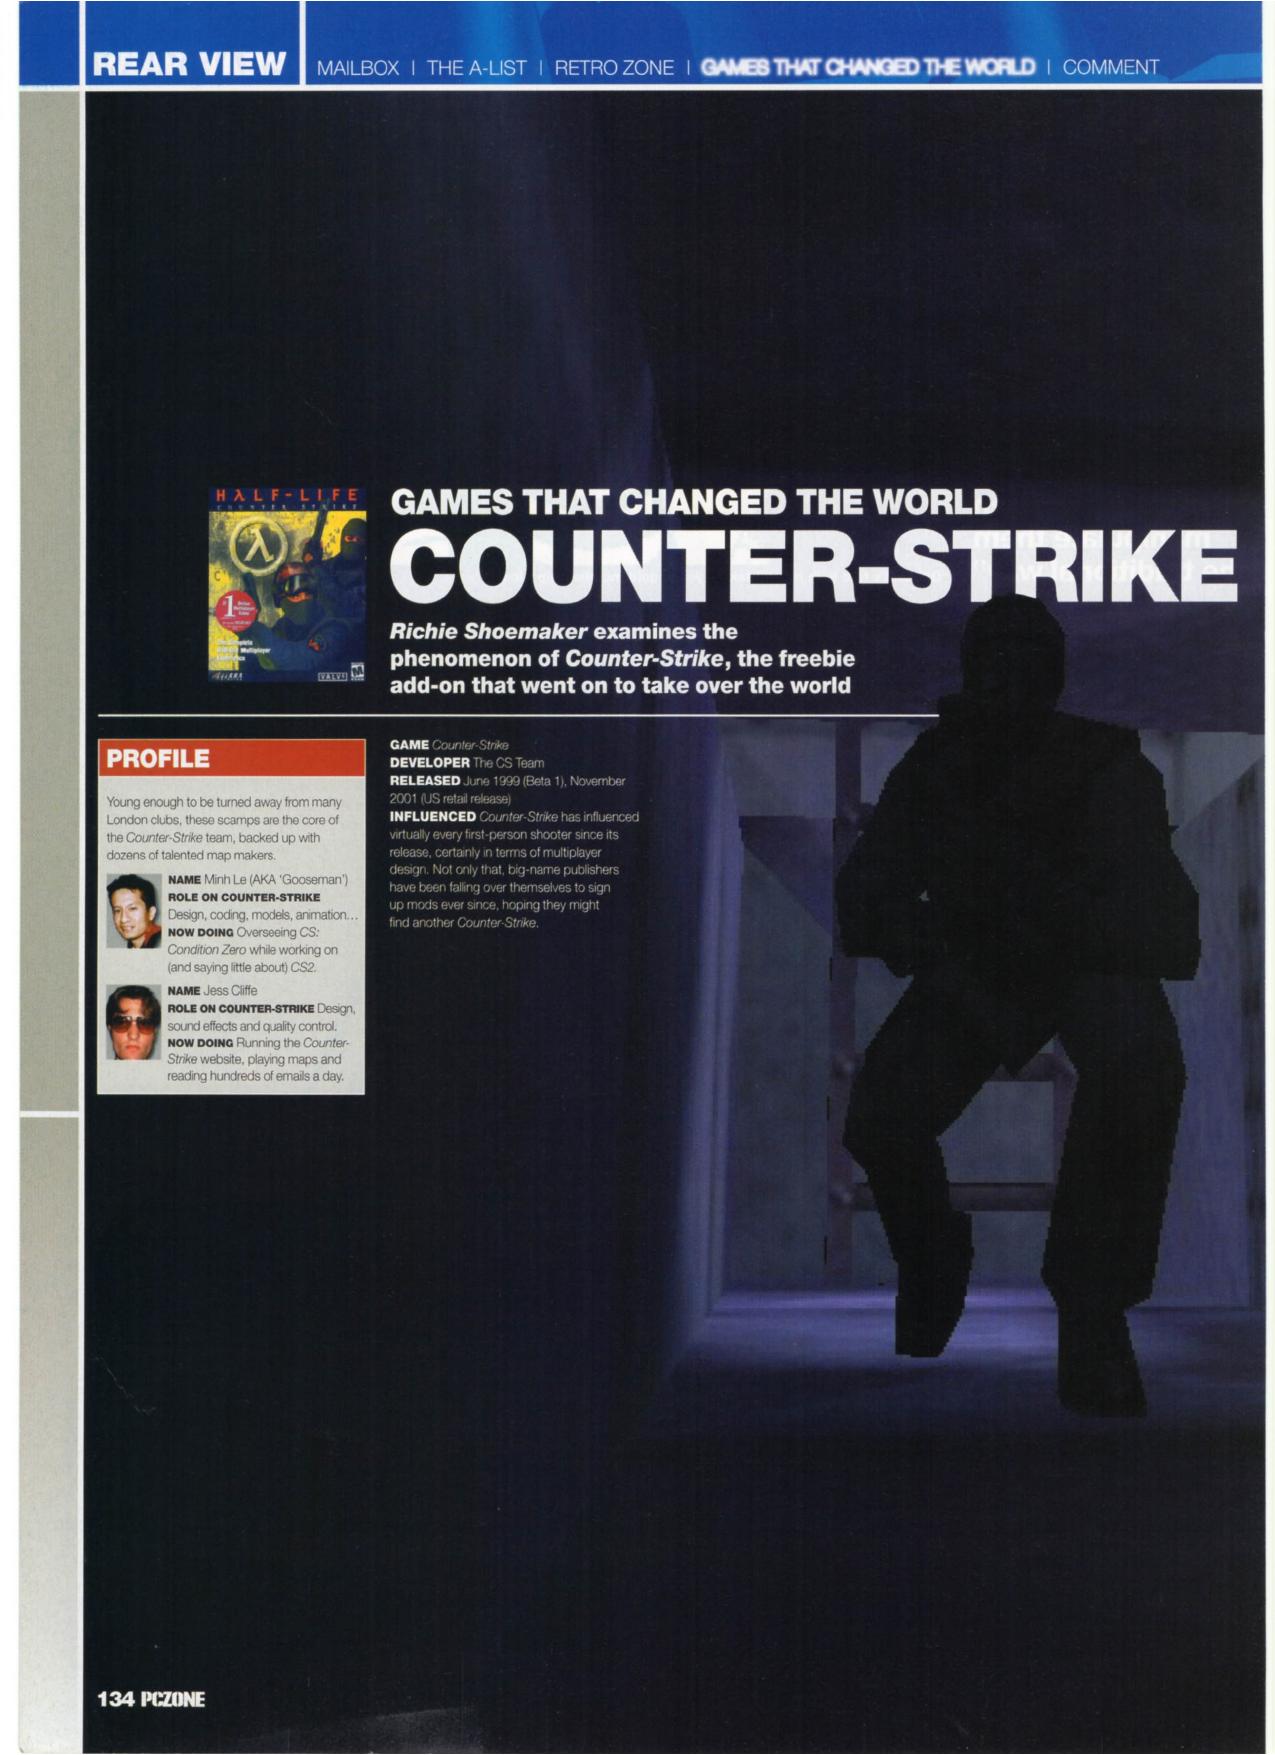 REAR VIEW
MAILBOX | THE A-LIST | RETRO ZONE | GAMES THAT CHANGED THE WORLD | COMMENT
HALF-LIFE
COUNTER STRIKE
#1
VALVE
GAMES THAT CHANGED THE WORLD
COUNTER-STRIKE
Richie Shoemaker examines the
phenomenon of Counter-Strike, the freebie
add-on that went on to take over the world
PROFILE
Young enough to be turned away from many
London clubs, these scamps are the core of
the Counter-Strike team, backed up with
dozens of talented map makers.
NAME Minh Le (AKA 'Gooseman')
ROLE ON COUNTER-STRIKE
Design, coding, models, animation...
NOW DOING Overseeing CS:
Condition Zero while working on
(and saying little about) CS2.
NAME Jess Cliffe
ROLE ON COUNTER-STRIKE Design,
sound effects and quality control.
NOW DOING Running the Counter-
Strike website, playing maps and
reading hundreds of emails a day.
GAME Counter-Strike
DEVELOPER The CS Team
RELEASED June 1999 (Beta 1), November
2001 (US retail release)
INFLUENCED Counter-Strike has influenced
virtually every first-person shooter since its
release, certainly in terms of multiplayer
design. Not only that, big-name publishers
have been falling over themselves to sign
up mods ever since, hoping they might
find another Counter-Strike.
134 PCZONE